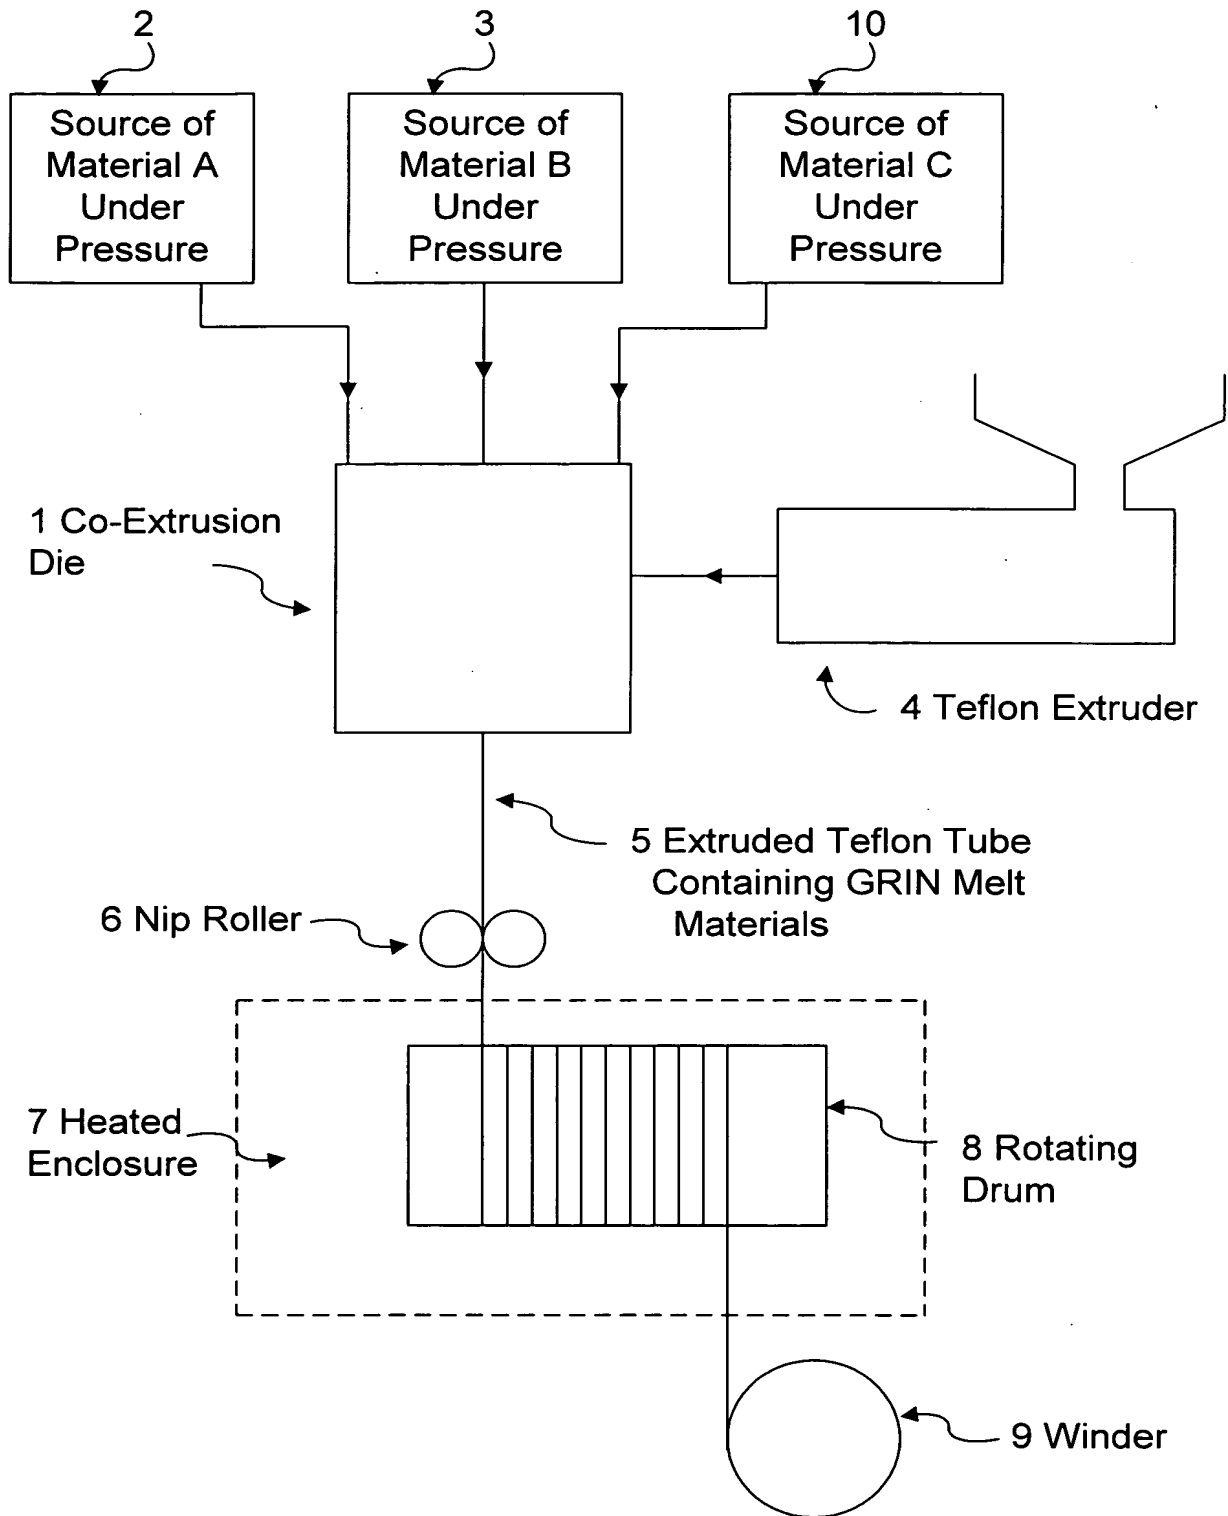 2
3
10
Source of
Material A
Under
Pressure
Source of
Material B
Under
Pressure
Source of
Material C
Under
Pressure
1 Co-Extrusion
Die
4 Teflon Extruder
5 Extruded Teflon Tube
Containing GRIN Melt
Materials
6 Nip Roller
7 Heated
Enclosure
8 Rotating
Drum
9 Winder